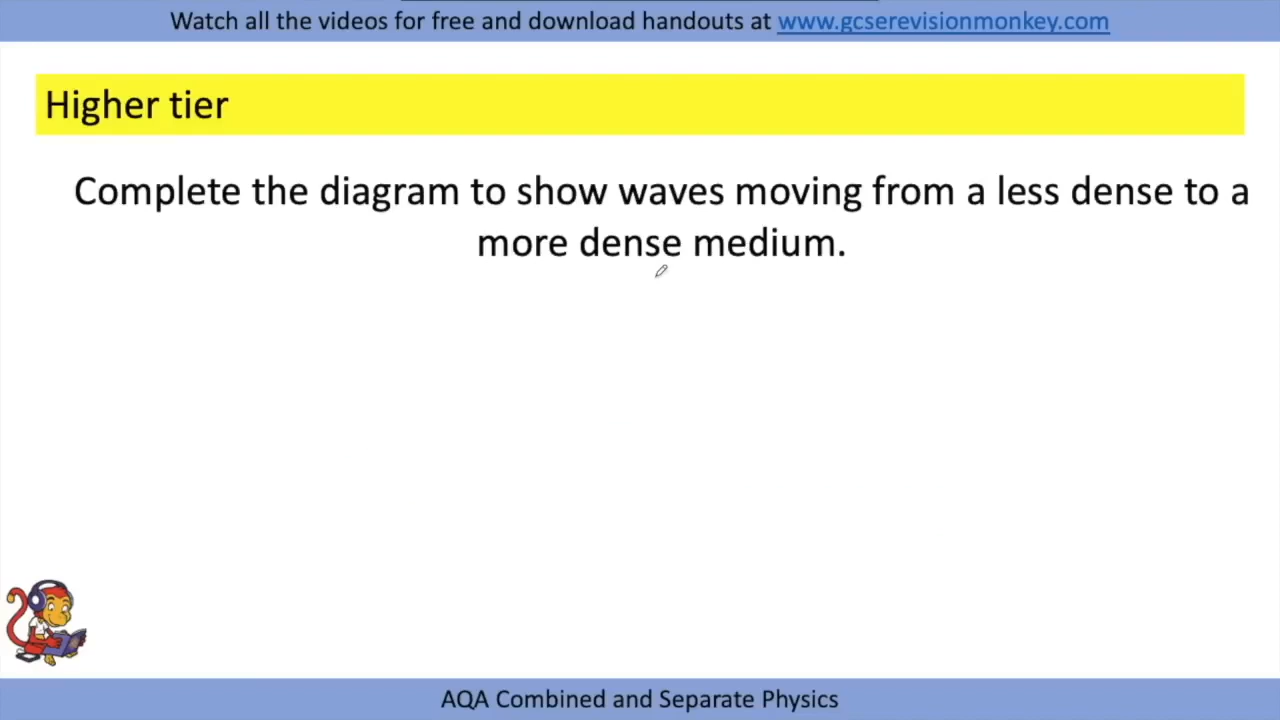 Watch all the videos for free and download handouts at www.gcserevisionmonkey.com
Higher tier
Complete the diagram to show waves moving from a less dense to a
more dense medium.
AQA Combined and Separate Physics